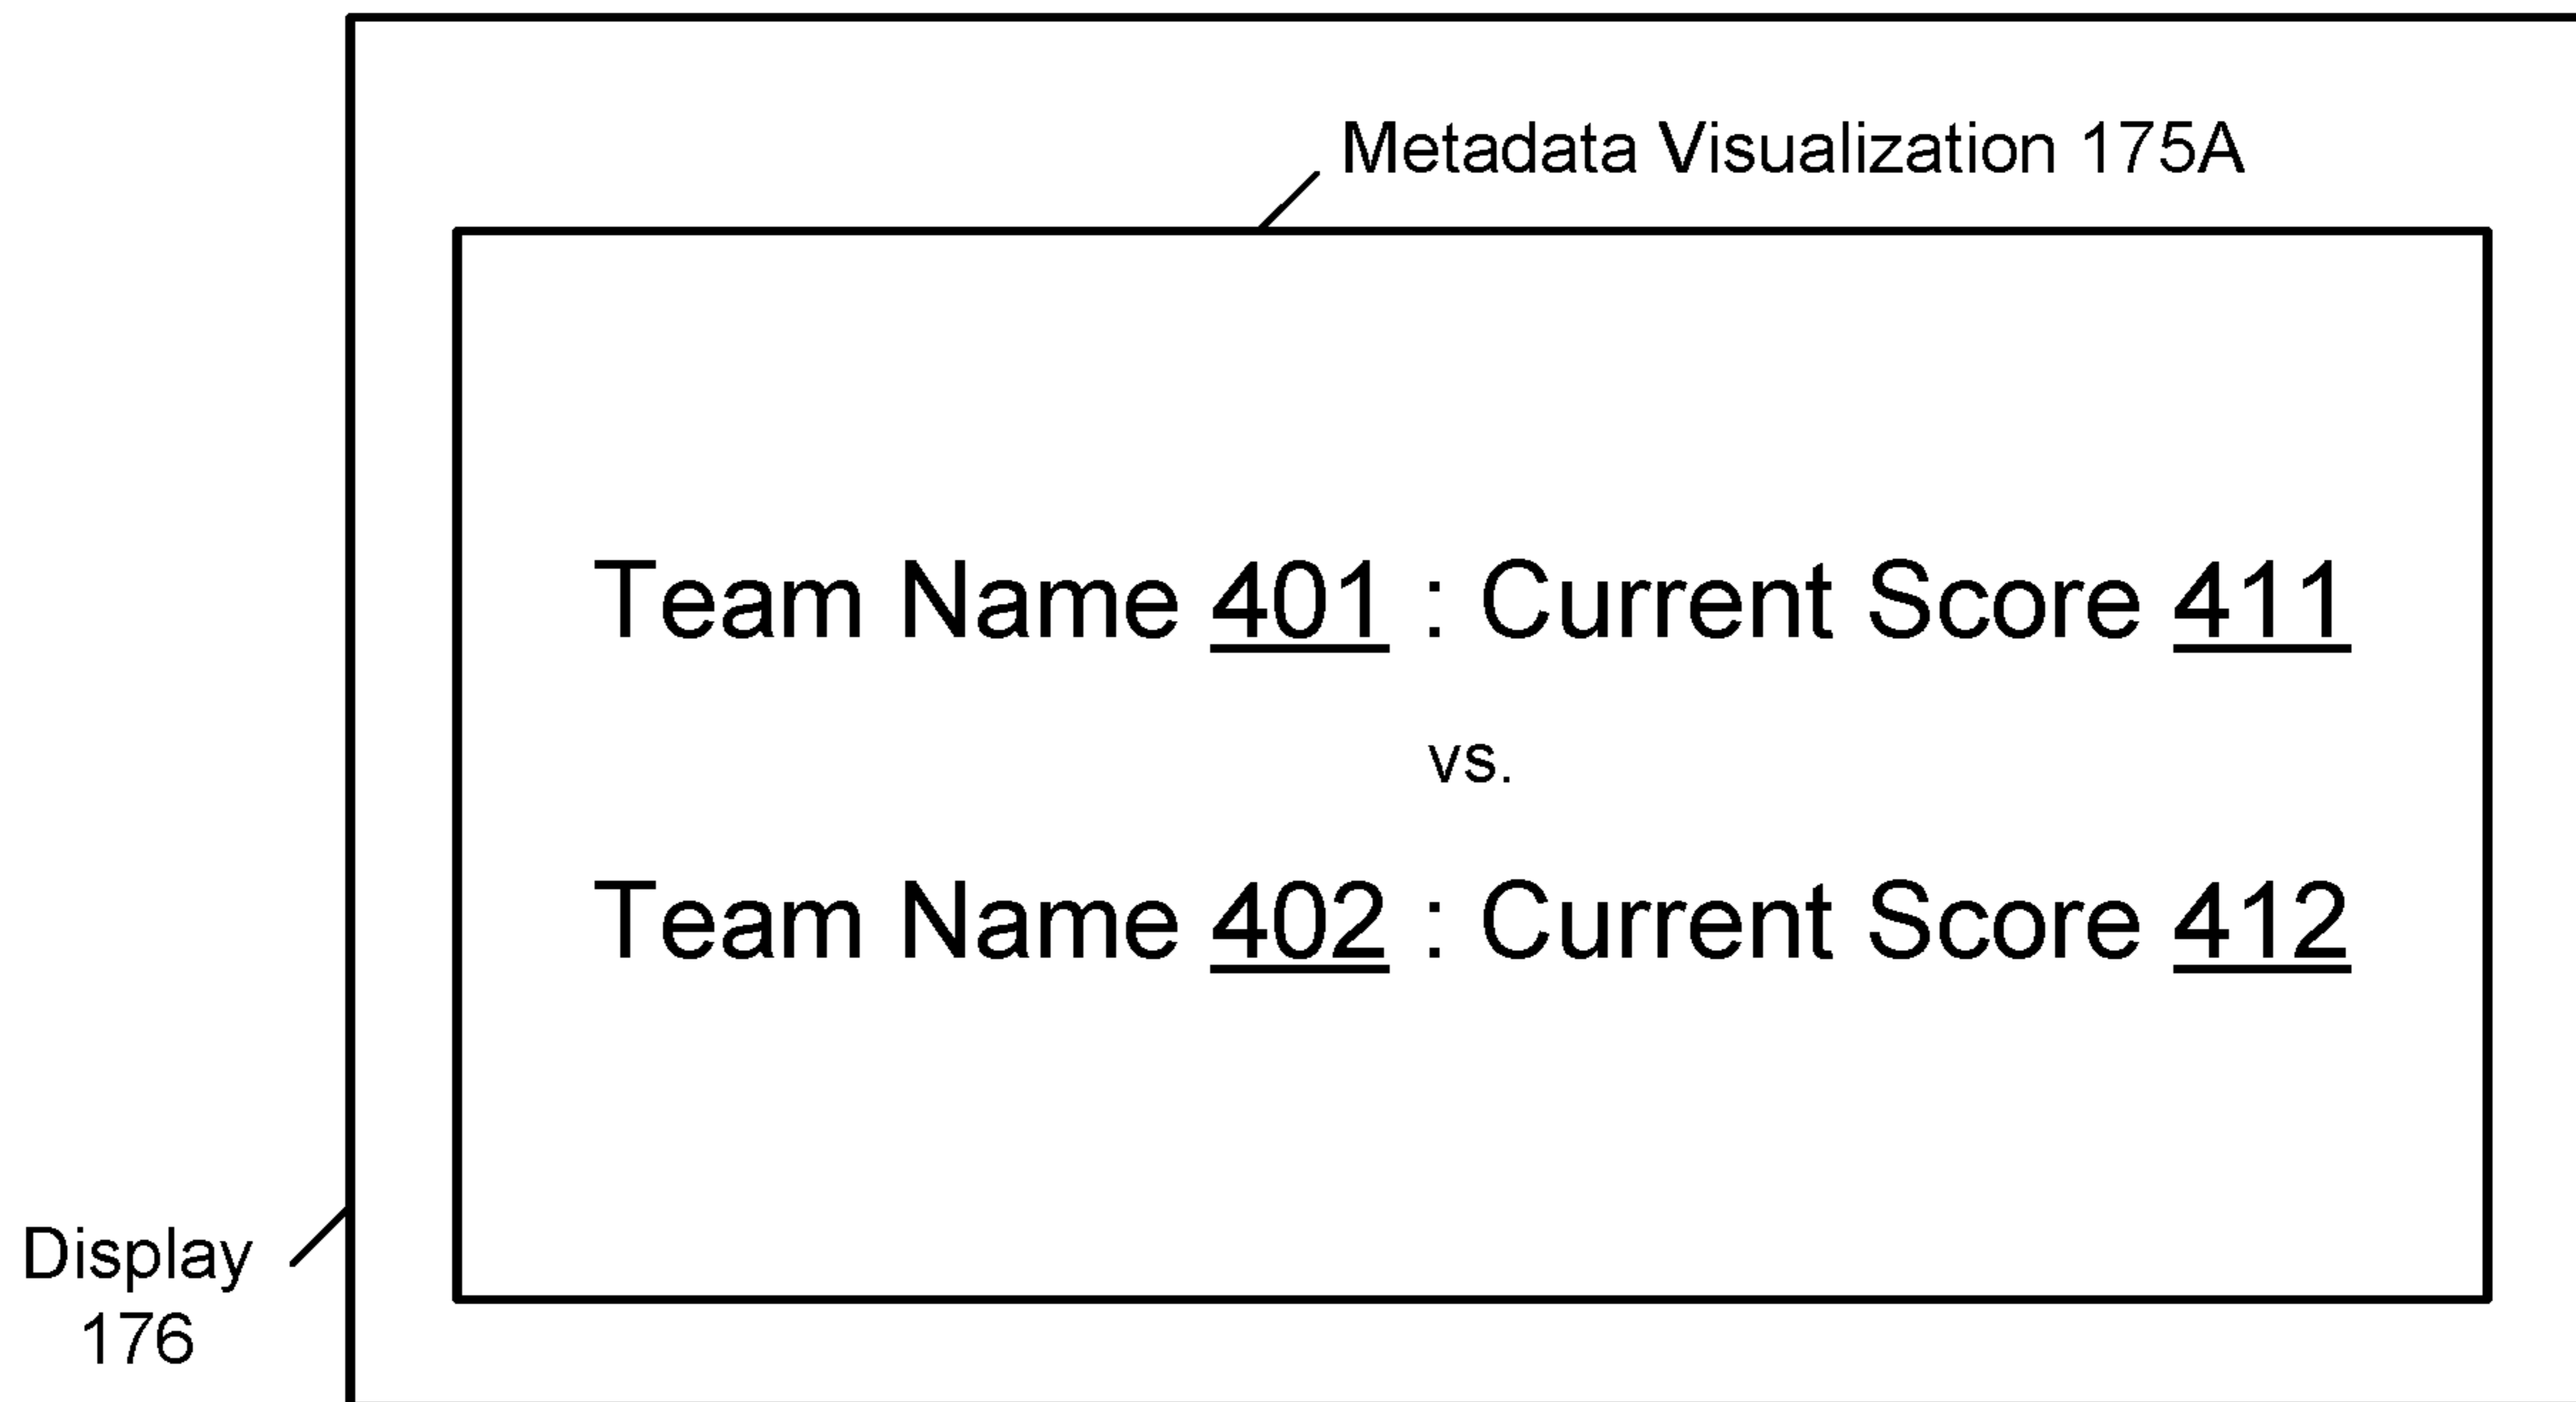 Metadata Visualization 175A
Team Name 401 : Current Score 411
vs.
Team Name 402 : Current Score 412
Display
176